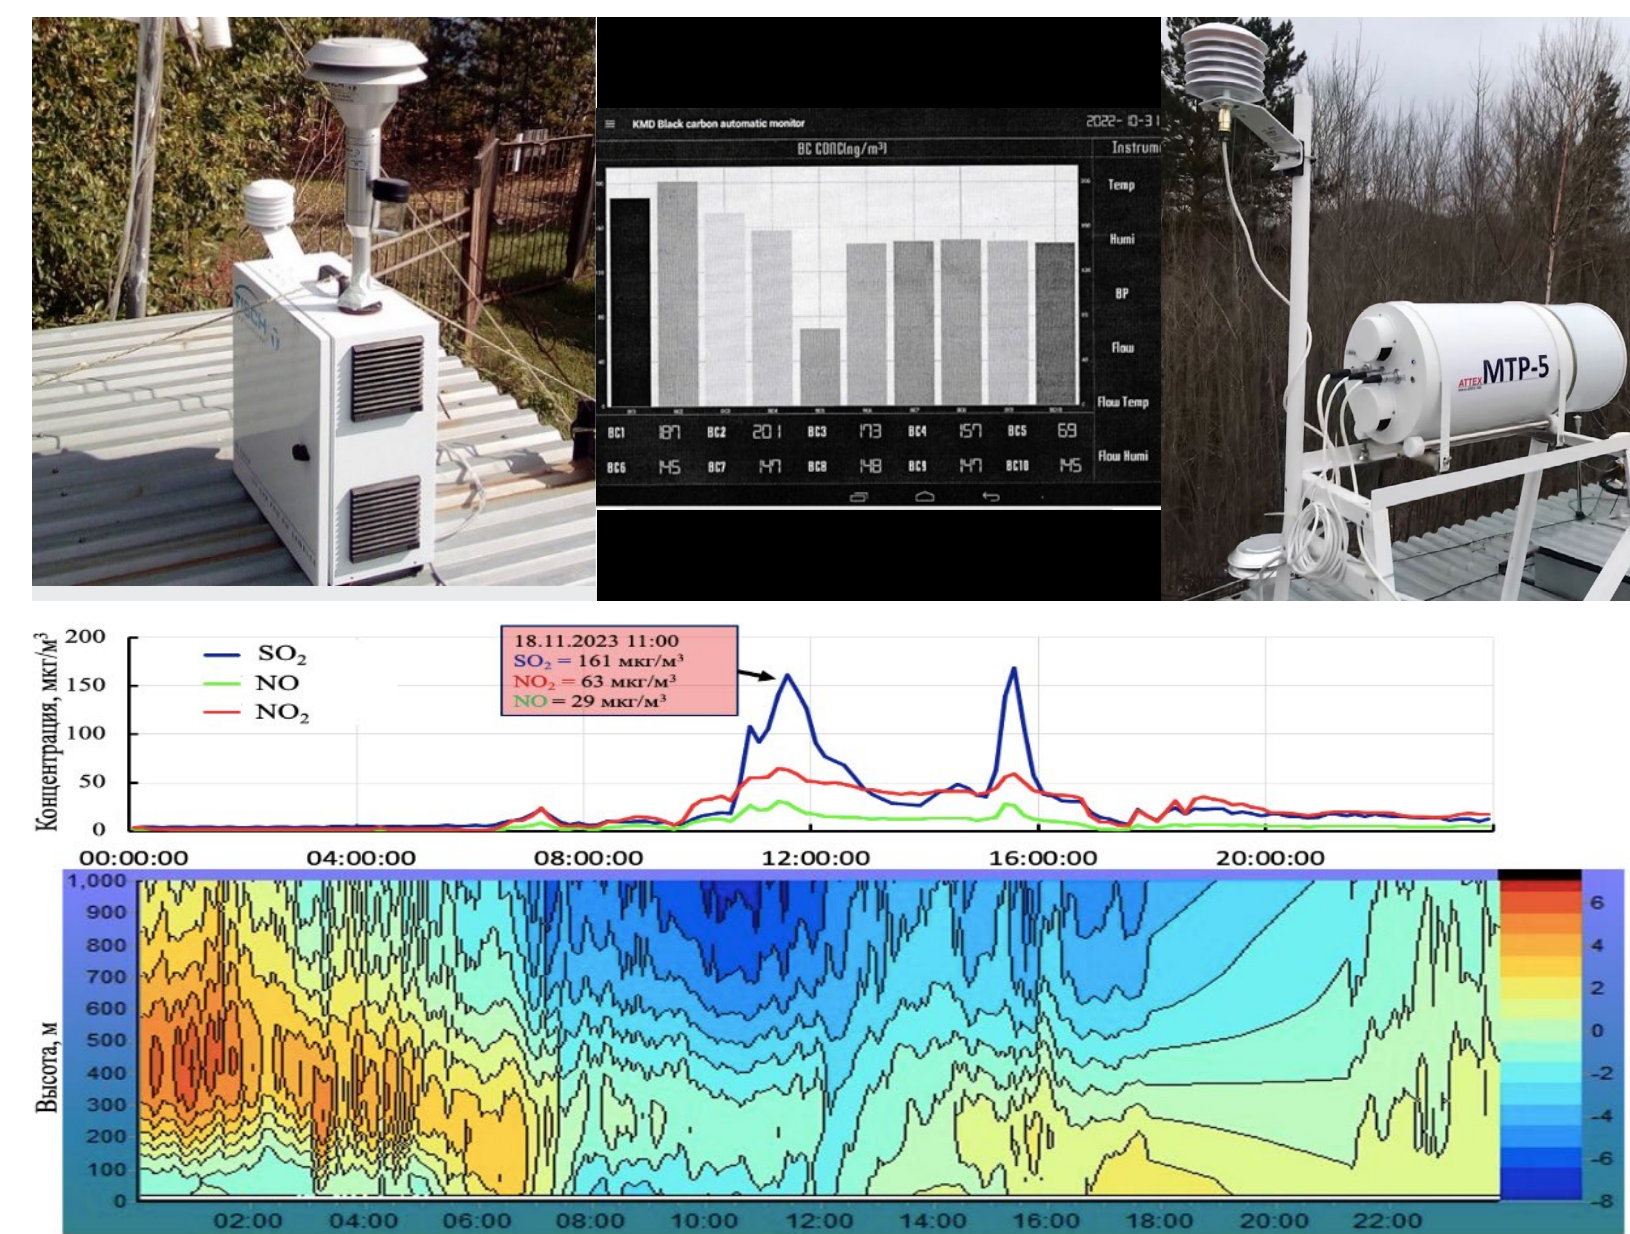 TISCH
KMD Black carbon automatic monitor
2022-10-31
BC CONC(ng/m³)
Instrum
Temp
Humi
BP
Flow
Flow Temp
Flow Humi
BC1 187 BC2 201 BC3 173 BC4 157 BC5 69
BC6 145 BC7 147 BC8 148 BC9 147 BC10 145
ATTEX MTP-5
Концентрация, мкг/м³
200
150
100
50
0
SO₂
NO
NO₂
18.11.2023 11:00
SO₂ = 161 мкг/м³
NO₂ = 63 мкг/м³
NO = 29 мкг/м³
00:00:00 04:00:00 08:00:00 12:00:00 16:00:00 20:00:00
Высота, м
1,000
900
800
700
600
500
400
300
200
100
0
6
4
2
0
-2
-4
-6
-8
02:00 04:00 06:00 08:00 10:00 12:00 14:00 16:00 18:00 20:00 22:00